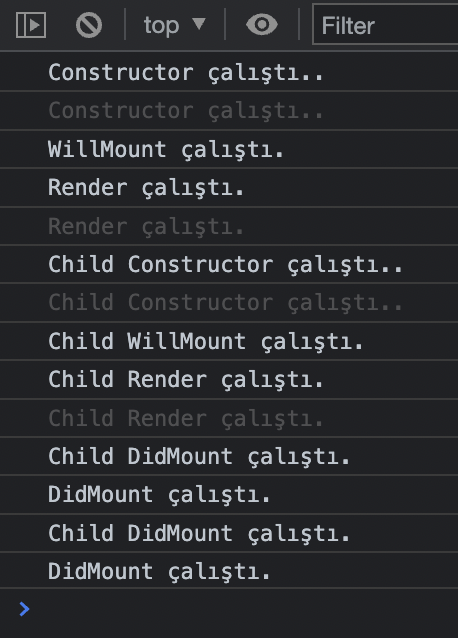 top ▼ Filter
Constructor çalıştı..
Constructor çalıştı..
WillMount çalıştı.
Render çalıştı.
Render çalıştı.
Child Constructor çalıştı..
Child Constructor çalıştı..
Child WillMount çalıştı.
Child Render çalıştı.
Child Render çalıştı.
Child DidMount çalıştı.
DidMount çalıştı.
Child DidMount çalıştı.
DidMount çalıştı.